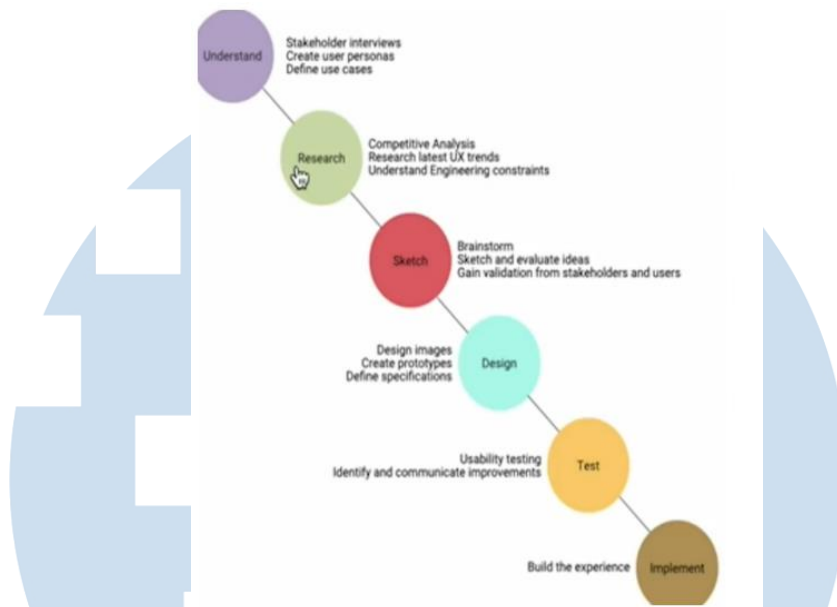 Understand
Stakeholder interviews
Create user personas
Define use cases
Research
Competitive Analysis
Research latest UX trends
Understand Engineering constraints
Sketch
Brainstorm
Sketch and evaluate ideas
Gain validation from stakeholders and users
Design images
Create prototypes
Define specifications
Design
Usability testing
Identify and communicate improvements
Test
Build the experience
Implement